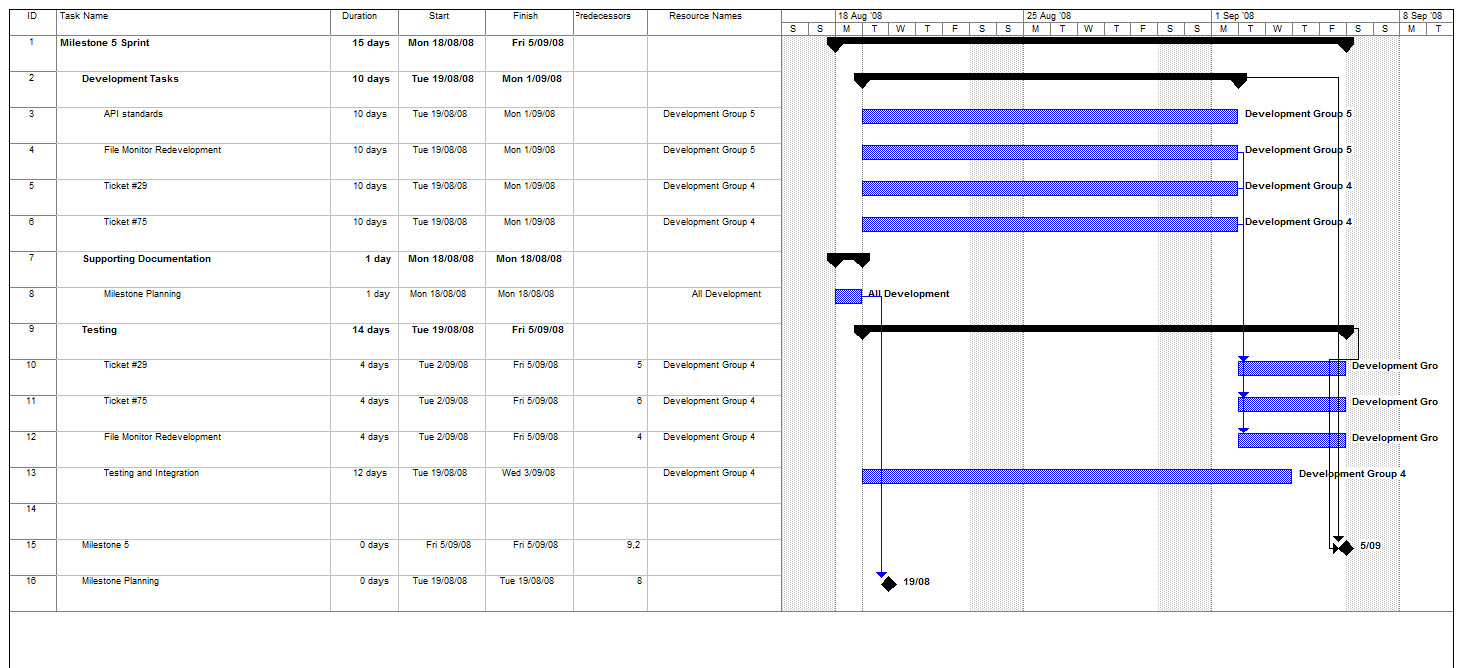 ID Task Name Duration Start Finish Predecessors Resource Names 18 Aug '08 25 Aug '08 1 Sep '08 8 Sep '08
S S M T W T F S S M T W T F S S M T W T F S S M T
1 Milestone 5 Sprint 15 days Mon 18/08/08 Fri 5/09/08
2 Development Tasks 10 days Tue 19/08/08 Mon 1/09/08
3 API standards 10 days Tue 19/08/08 Mon 1/09/08 Development Group 5 Development Group 5
4 File Monitor Redevelopment 10 days Tue 19/08/08 Mon 1/09/08 Development Group 5 Development Group 5
5 Ticket #29 10 days Tue 19/08/08 Mon 1/09/08 Development Group 4 Development Group 4
6 Ticket #75 10 days Tue 19/08/08 Mon 1/09/08 Development Group 4 Development Group 4
7 Supporting Documentation 1 day Mon 18/08/08 Mon 18/08/08
8 Milestone Planning 1 day Mon 18/08/08 Mon 18/08/08 All Development All Development
9 Testing 14 days Tue 19/08/08 Fri 5/09/08
10 Ticket #29 4 days Tue 2/09/08 Fri 5/09/08 5 Development Group 4 Development Gro
11 Ticket #75 4 days Tue 2/09/08 Fri 5/09/08 6 Development Group 4 Development Gro
12 File Monitor Redevelopment 4 days Tue 2/09/08 Fri 5/09/08 4 Development Group 4 Development Gro
13 Testing and Integration 12 days Tue 19/08/08 Wed 3/09/08 Development Group 4 Development Group 4
14
15 Milestone 5 0 days Fri 5/09/08 Fri 5/09/08 9,2 5/09
16 Milestone Planning 0 days Tue 19/08/08 Tue 19/08/08 8 19/08